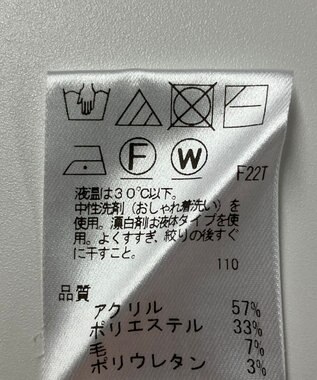 F W
F22T
液温は30℃以下。
中性洗剤（おしゃれ着洗い）を
使用。漂白剤は液体タイプを使
用。よくすすぎ、絞りの後すぐ
に干すこと。
110
品質
アクリル 57%
ポリエステル 33%
毛 7%
ポリウレタン 3%